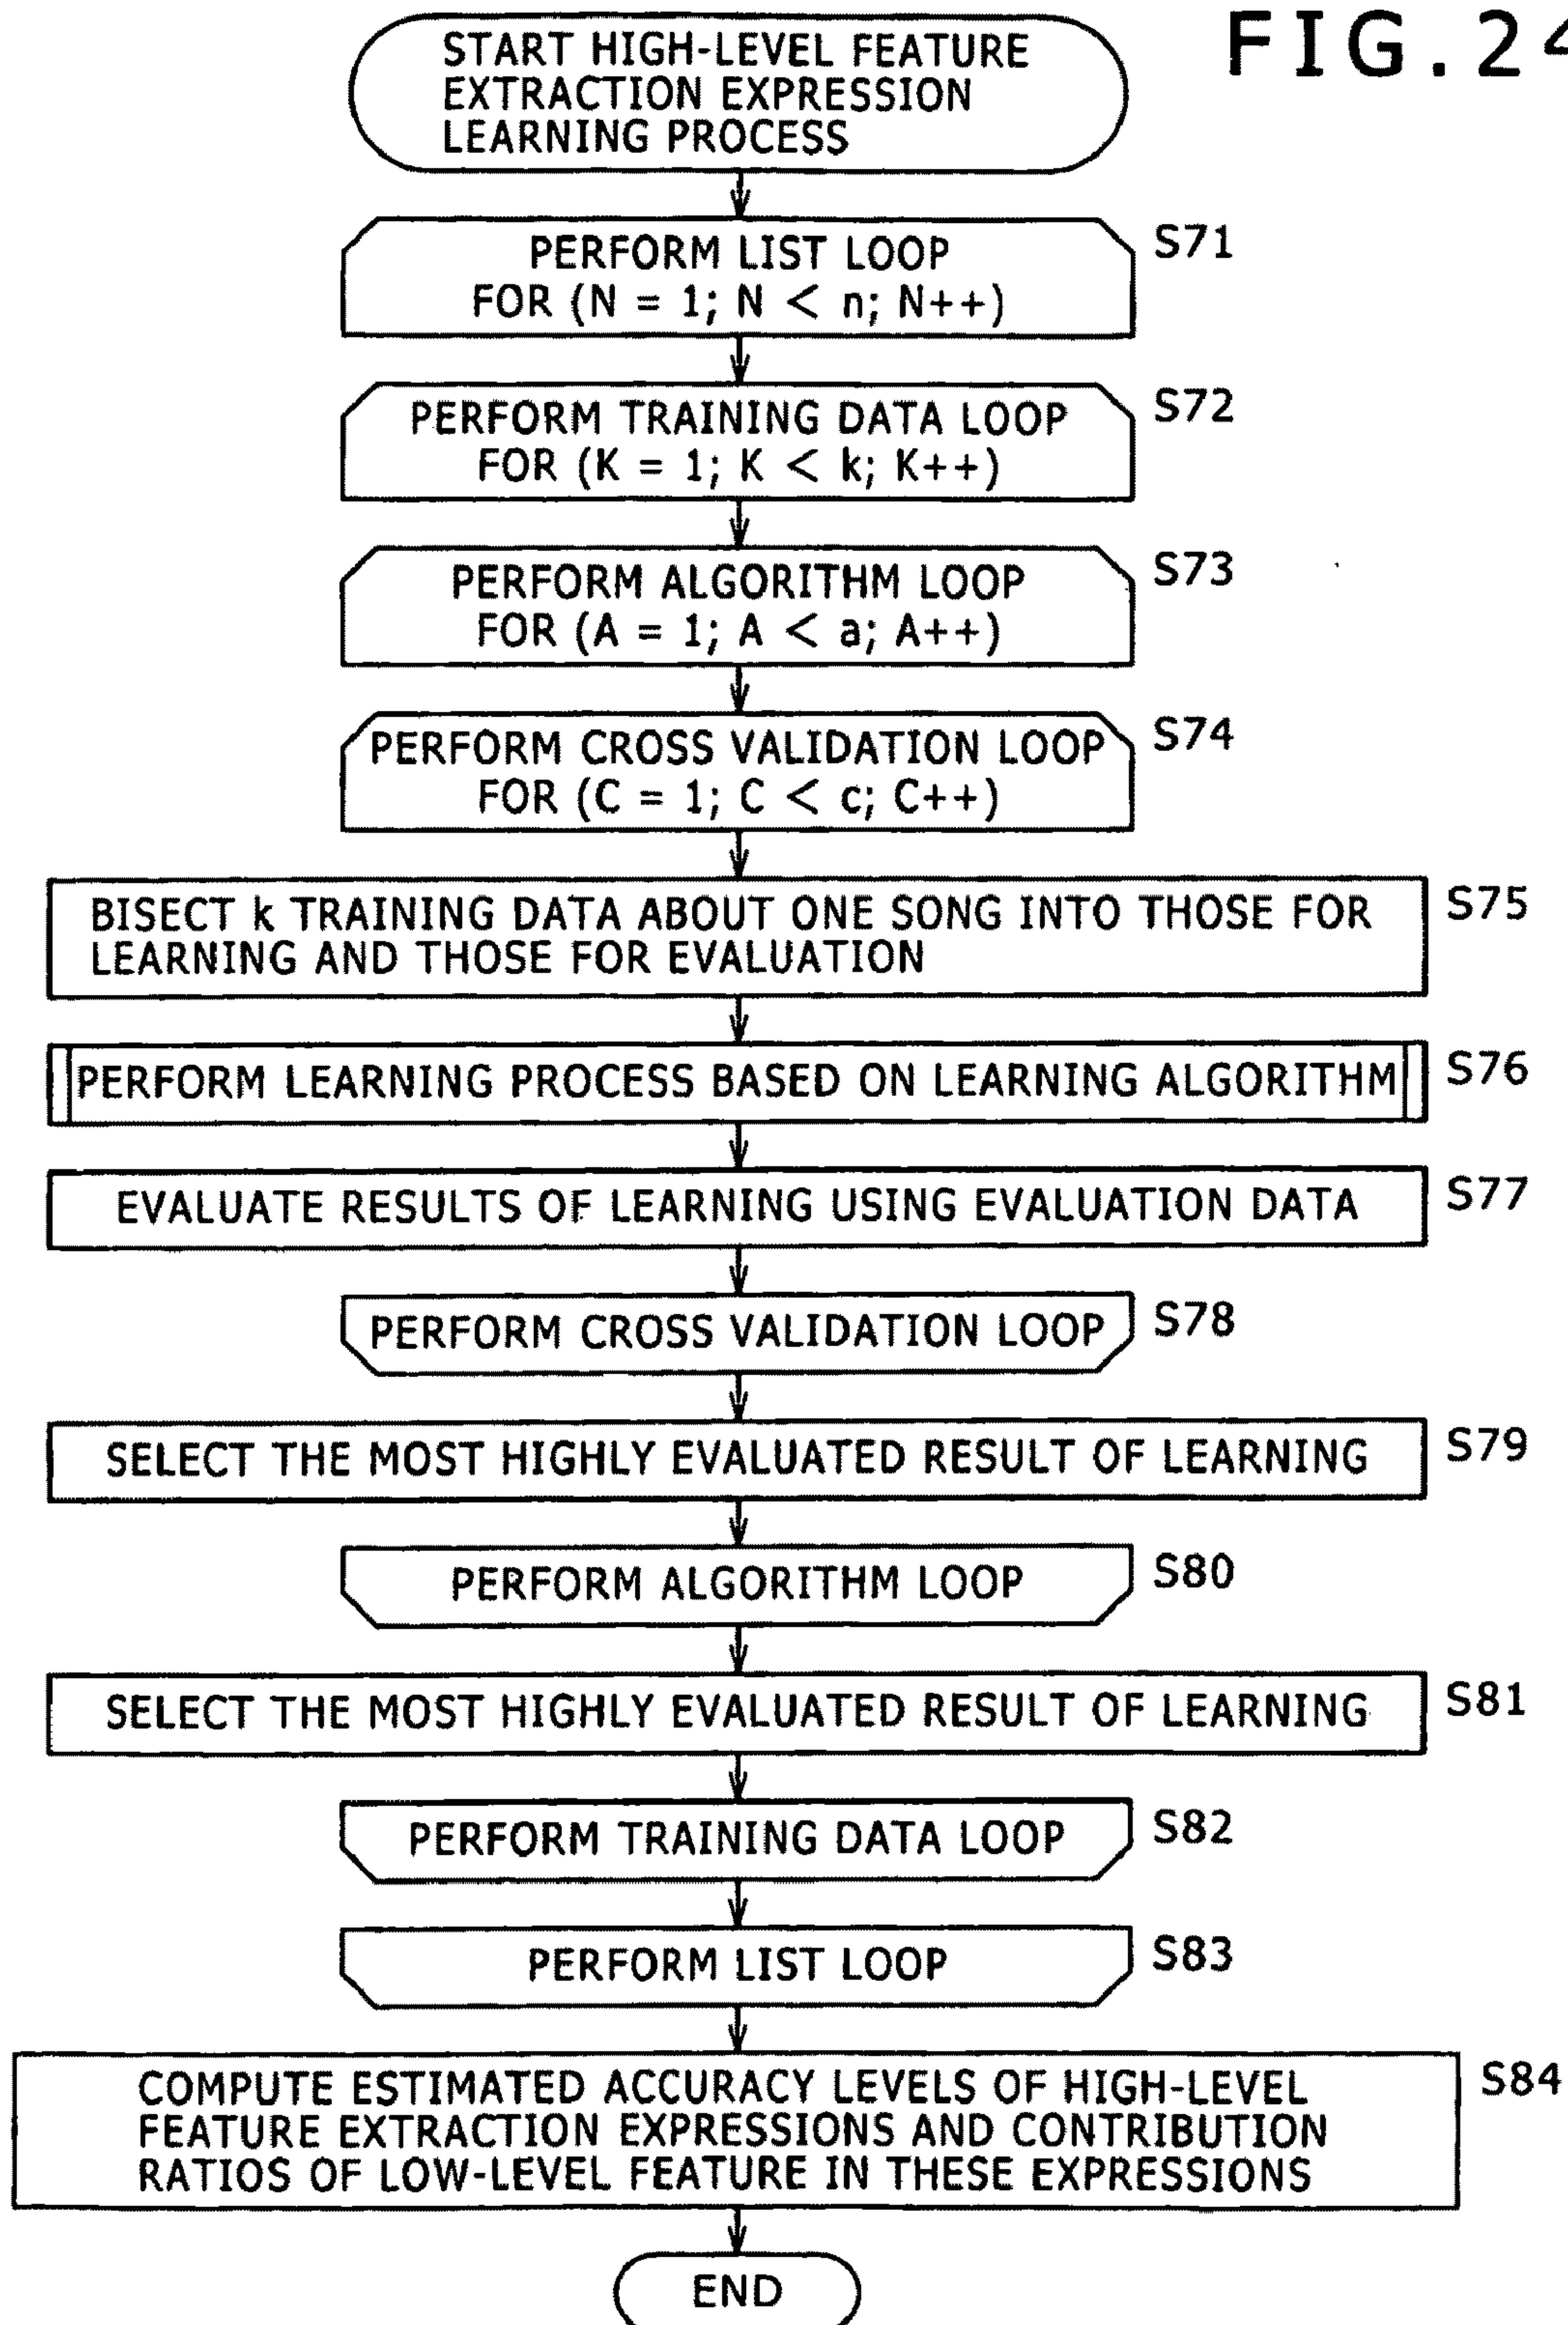 FIG.24
START HIGH-LEVEL FEATURE
EXTRACTION EXPRESSION
LEARNING PROCESS
PERFORM LIST LOOP
FOR (N = 1; N < n; N++)
S71
PERFORM TRAINING DATA LOOP
FOR (K = 1; K < k; K++)
S72
PERFORM ALGORITHM LOOP
FOR (A = 1; A < a; A++)
S73
PERFORM CROSS VALIDATION LOOP
FOR (C = 1; C < c; C++)
S74
BISECT k TRAINING DATA ABOUT ONE SONG INTO THOSE FOR
LEARNING AND THOSE FOR EVALUATION
S75
PERFORM LEARNING PROCESS BASED ON LEARNING ALGORITHM
S76
EVALUATE RESULTS OF LEARNING USING EVALUATION DATA
S77
PERFORM CROSS VALIDATION LOOP
S78
SELECT THE MOST HIGHLY EVALUATED RESULT OF LEARNING
S79
PERFORM ALGORITHM LOOP
S80
SELECT THE MOST HIGHLY EVALUATED RESULT OF LEARNING
S81
PERFORM TRAINING DATA LOOP
S82
PERFORM LIST LOOP
S83
COMPUTE ESTIMATED ACCURACY LEVELS OF HIGH-LEVEL
FEATURE EXTRACTION EXPRESSIONS AND CONTRIBUTION
RATIOS OF LOW-LEVEL FEATURE IN THESE EXPRESSIONS
S84
END